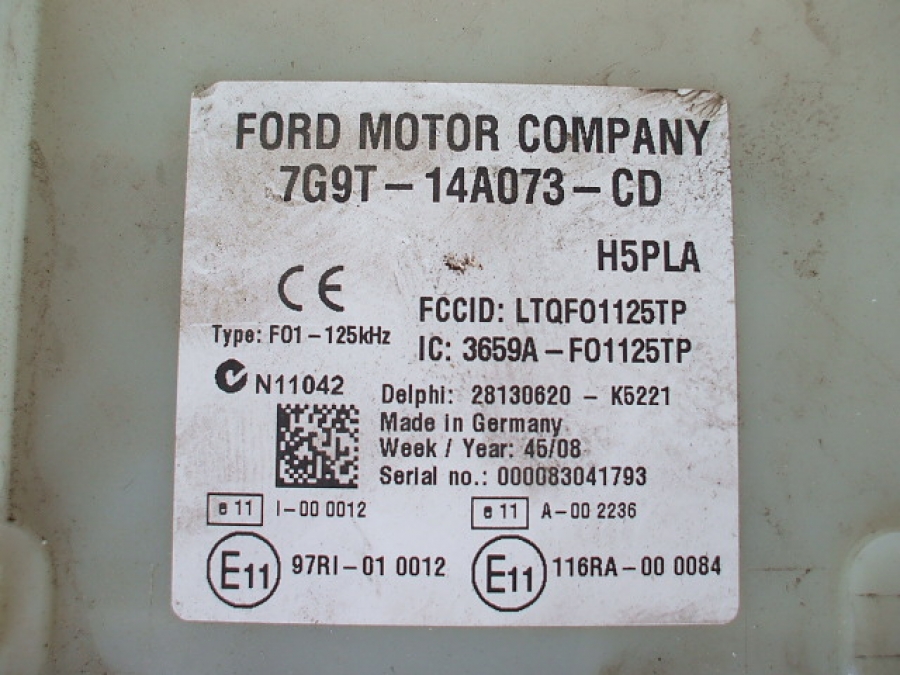 FORD MOTOR COMPANY
7G9T-14A073-CD
H5PLA
CE
FCCID: LTQFO1125TP
Type: FO1-125kHz
IC: 3659A-FO1125TP
N11042
Delphi: 28130620 - K5221
Made in Germany
Week / Year: 45/08
Serial no.: 000083041793
e 11 I-00 0012
e 11 A-00 2236
E11 97RI-01 0012
E11 116RA-00 0084